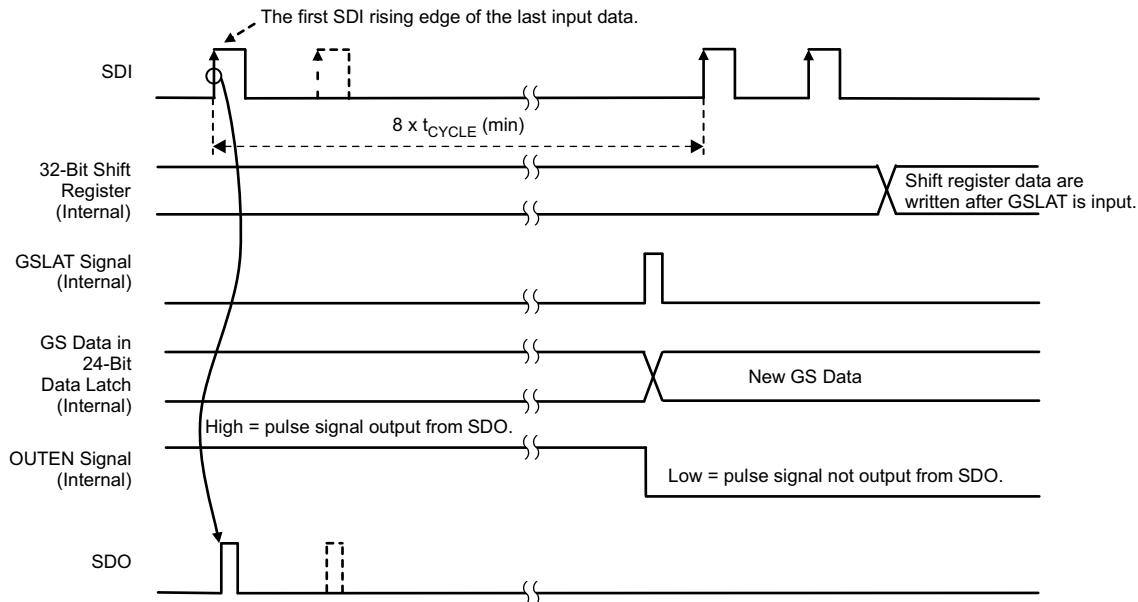 The first SDI rising edge of the last input data.
SDI
8 x tCYCLE (min)
32-Bit Shift
Register
(Internal)
Shift register data are
written after GSLAT is input.
GSLAT Signal
(Internal)
GS Data in
24-Bit
Data Latch
(Internal)
New GS Data
High = pulse signal output from SDO.
OUTEN Signal
(Internal)
Low = pulse signal not output from SDO.
SDO